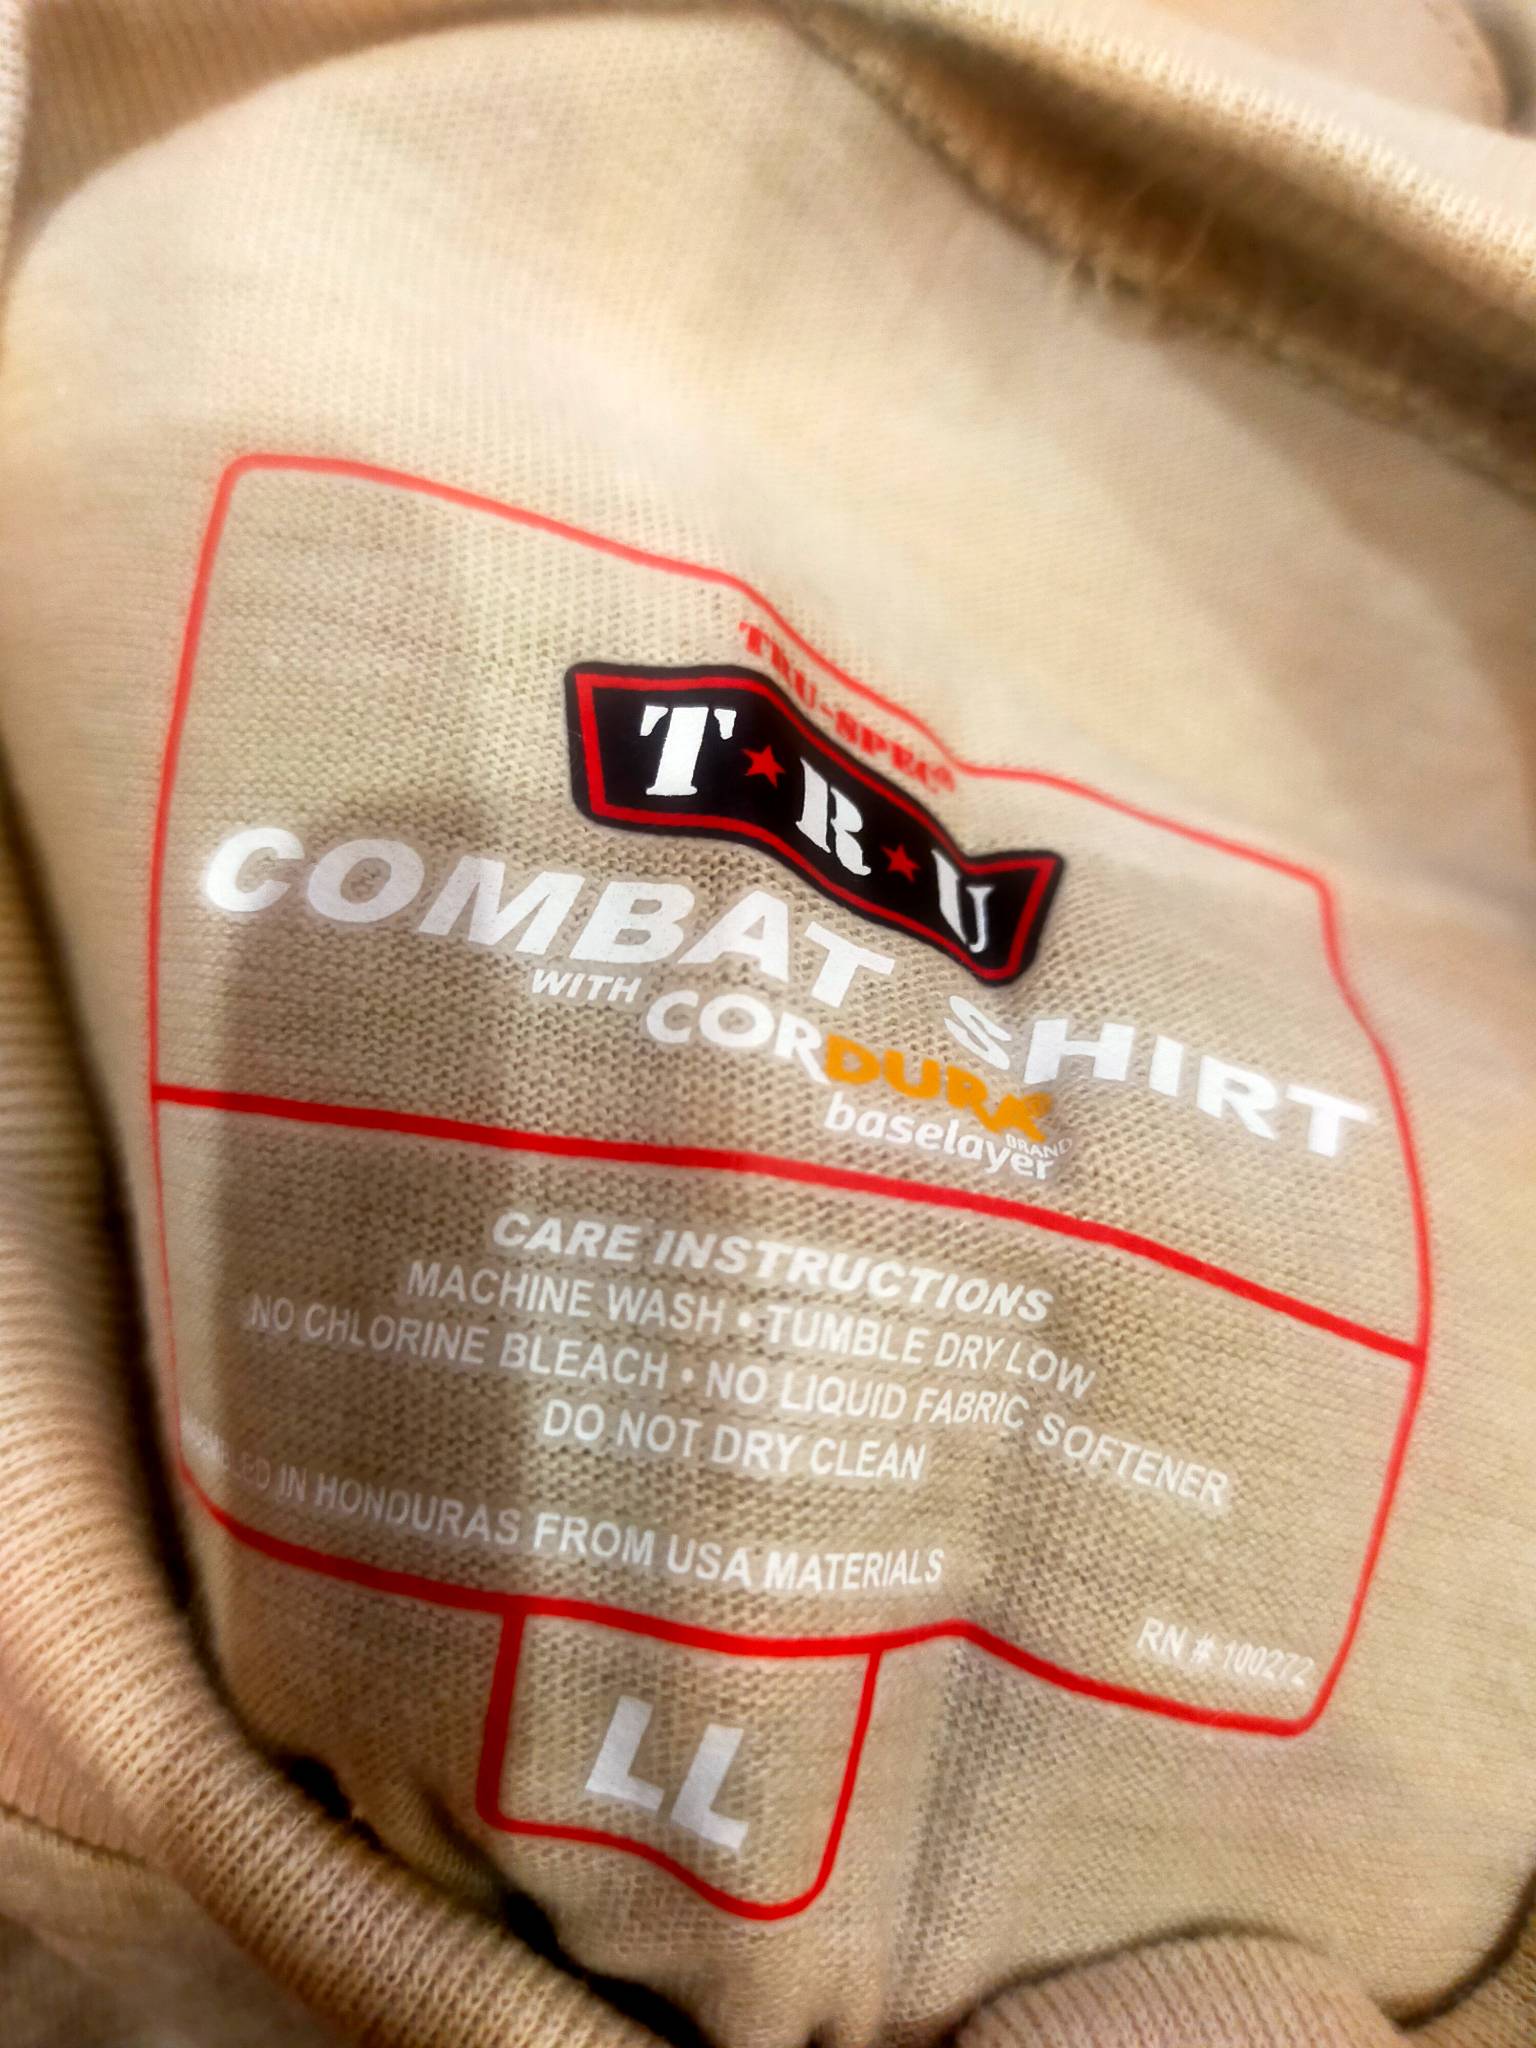 TRU-SPEC®
T★R★U
COMBAT SHIRT
WITH CORDURA®
BRAND
baselayer
CARE INSTRUCTIONS
MACHINE WASH • TUMBLE DRY LOW
NO CHLORINE BLEACH • NO LIQUID FABRIC SOFTENER
DO NOT DRY CLEAN
IN HONDURAS FROM USA MATERIALS
RN # 100272
LL